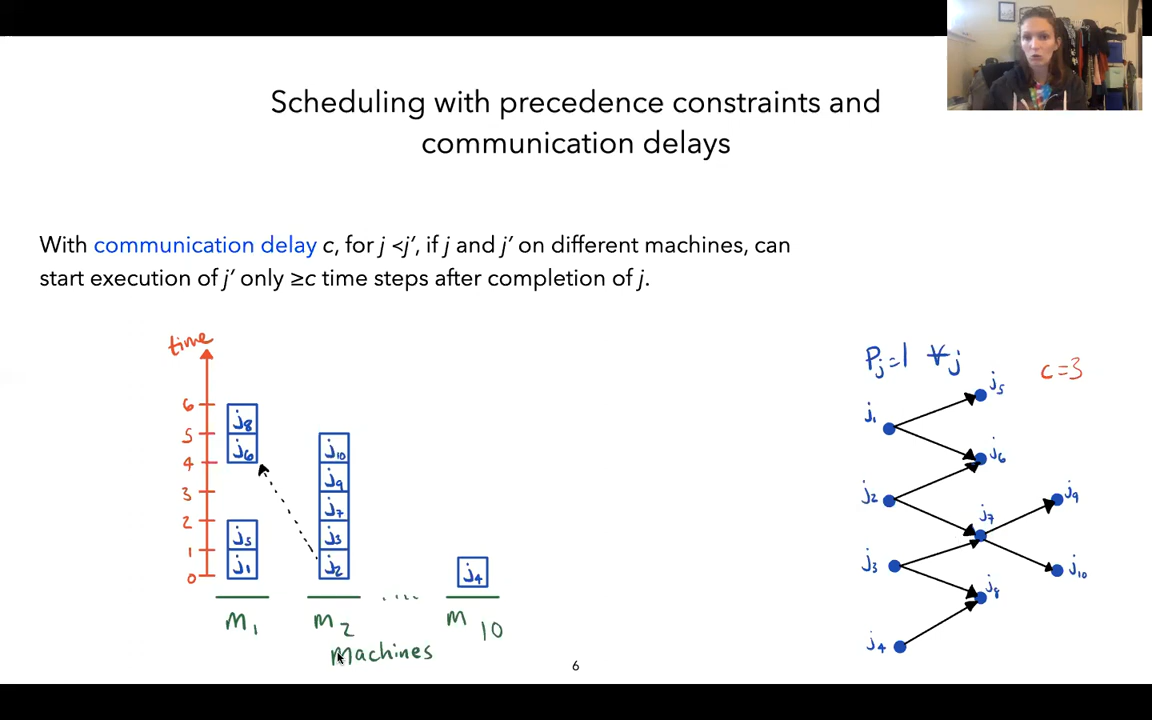 Scheduling with precedence constraints and
communication delays
With communication delay c, for j ≺j′, if j and j′ on different machines, can
start execution of j′ only ≥c time steps after completion of j.
time
6
5
4
3
2
1
0
j8
j6
j5
j1
j10
j9
j7
j3
j2
j4
m1
m2
....
m 10
machines
Pj=1 ∀j
c=3
j1
j2
j3
j4
j5
j6
j7
j8
j9
j10
6